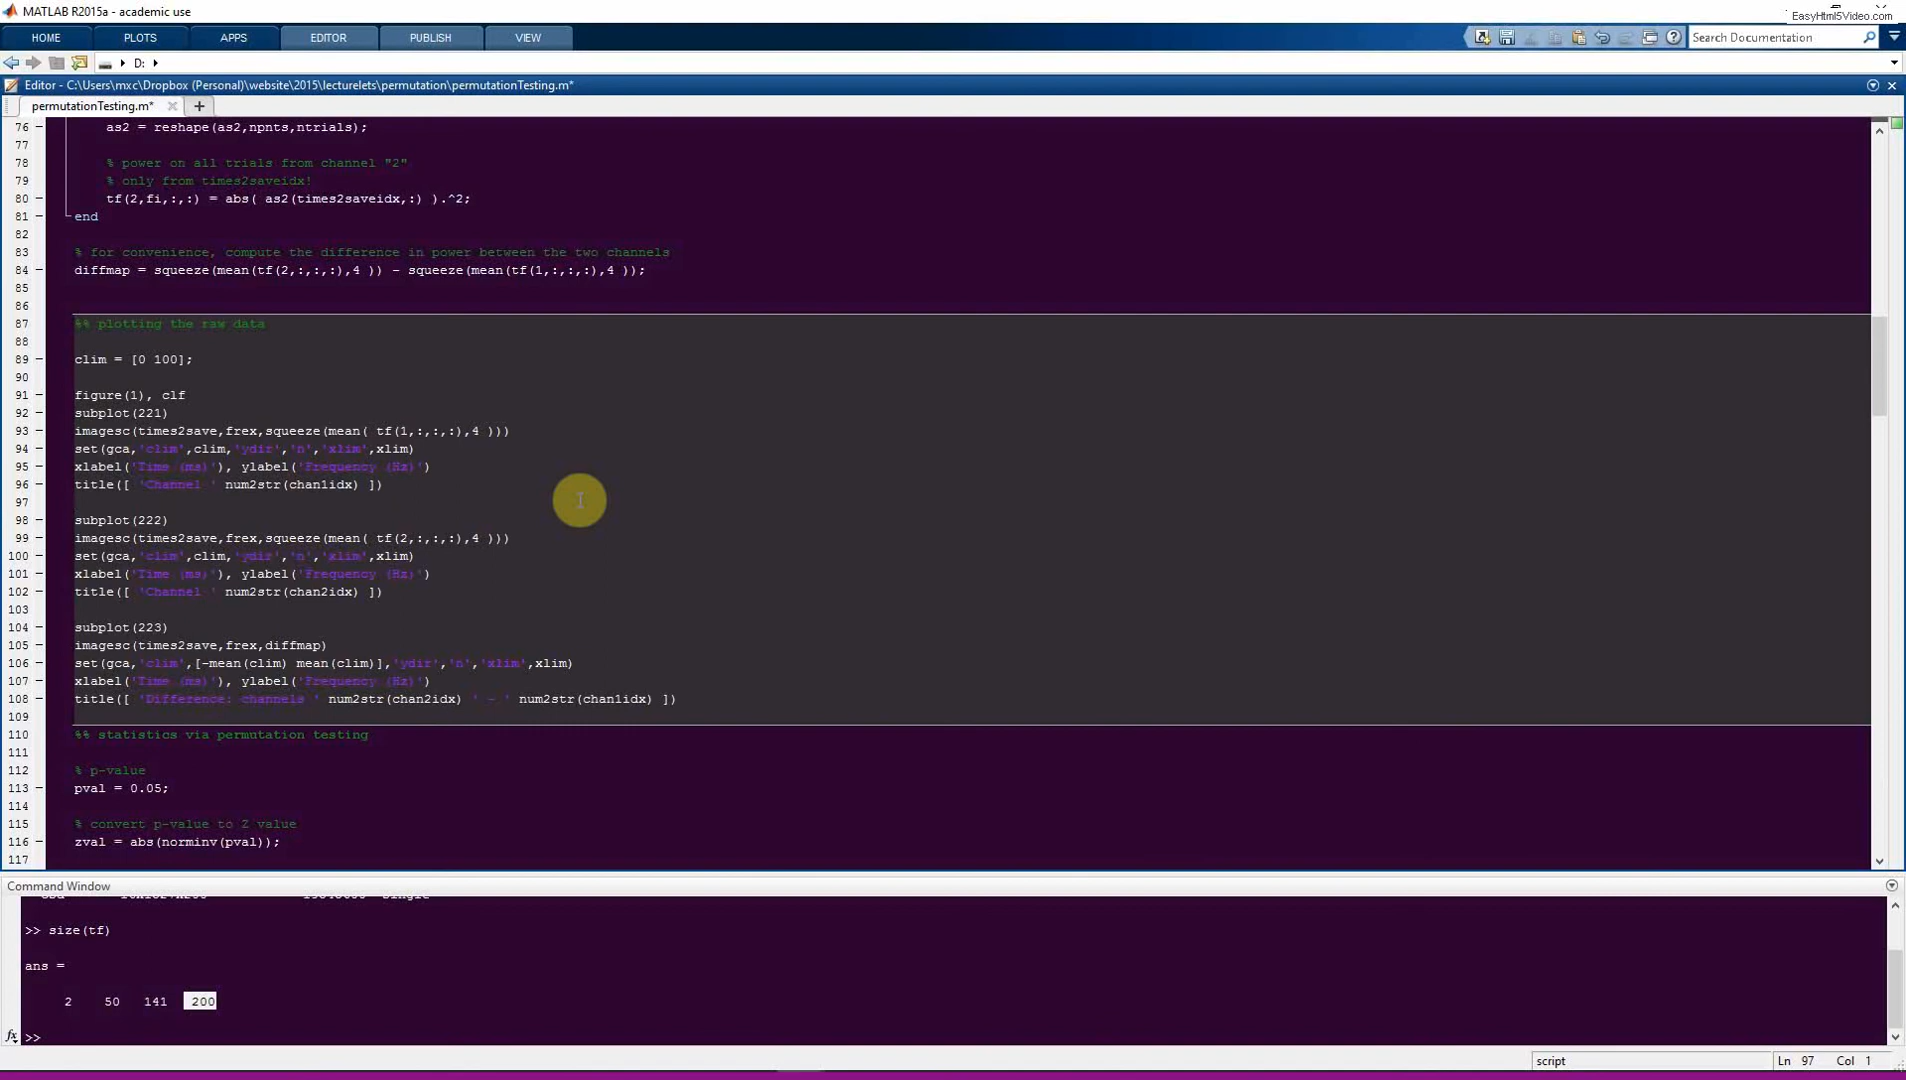 MATLAB R2015a - academic use
EasyHtml5Video.com
HOME PLOTS APPS EDITOR PUBLISH VIEW
Search Documentation
D:
Editor - C:\Users\mxc\Dropbox (Personal)\website\2015\lecturelets\permutation\permutationTesting.m*
permutationTesting.m*
76 as2 = reshape(as2,npnts,ntrials);
77
78 % power on all trials from channel "2"
79 % only from times2saveidx!
80 tf(2,fi,:,:) = abs( as2(times2saveidx,:) ).^2;
81 end
82
83 % for convenience, compute the difference in power between the two channels
84 diffmap = squeeze(mean(tf(2,:,:,:),4 )) - squeeze(mean(tf(1,:,:,:),4 ));
85
86
87 %% plotting the raw data
88
89 clim = [0 100];
90
91 figure(1), clf
92 subplot(221)
93 imagesc(times2save,frex,squeeze(mean( tf(1,:,:,:),4 )))
94 set(gca,'clim',clim,'ydir','n','xlim',xlim)
95 xlabel('Time (ms)'), ylabel('Frequency (Hz)')
96 title([ 'Channel ' num2str(chan1idx) ])
97
98 subplot(222)
99 imagesc(times2save,frex,squeeze(mean( tf(2,:,:,:),4 )))
100 set(gca,'clim',clim,'ydir','n','xlim',xlim)
101 xlabel('Time (ms)'), ylabel('Frequency (Hz)')
102 title([ 'Channel ' num2str(chan2idx) ])
103
104 subplot(223)
105 imagesc(times2save,frex,diffmap)
106 set(gca,'clim',[-mean(clim) mean(clim)],'ydir','n','xlim',xlim)
107 xlabel('Time (ms)'), ylabel('Frequency (Hz)')
108 title([ 'Difference: channels ' num2str(chan2idx) ' - ' num2str(chan1idx) ])
109
110 %% statistics via permutation testing
111
112 % p-value
113 pval = 0.05;
114
115 % convert p-value to Z value
116 zval = abs(norminv(pval));
117
Command Window
>> size(tf)
ans =
2 50 141 200
fx >>
script Ln 97 Col 1